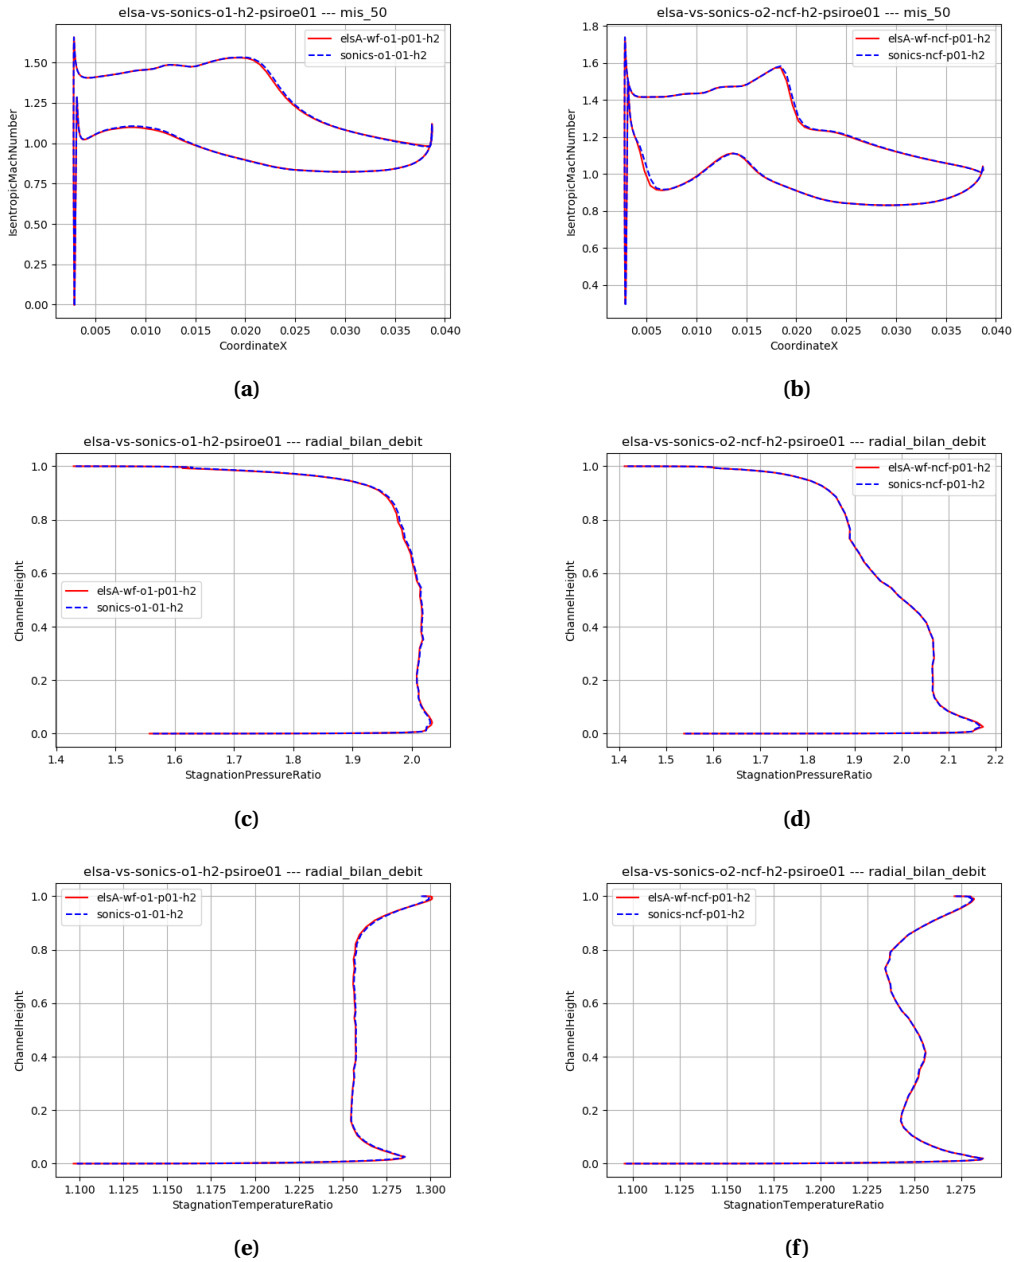 elsa-vs-sonics-o1-h2-psiroe01 --- mis_50
IsentropicMachNumber
1.50
1.25
1.00
0.75
0.50
0.25
0.00
elsA-wf-o1-p01-h2
sonics-o1-01-h2
0.005 0.010 0.015 0.020 0.025 0.030 0.035 0.040
CoordinateX
(a)
elsa-vs-sonics-o2-ncf-h2-psiroe01 --- mis_50
IsentropicMachNumber
1.8
1.6
1.4
1.2
1.0
0.8
0.6
0.4
elsA-wf-ncf-p01-h2
sonics-ncf-p01-h2
0.005 0.010 0.015 0.020 0.025 0.030 0.035 0.040
CoordinateX
(b)
elsa-vs-sonics-o1-h2-psiroe01 --- radial_bilan_debit
ChannelHeight
1.0
0.8
0.6
0.4
0.2
0.0
elsA-wf-o1-p01-h2
sonics-o1-01-h2
1.4 1.5 1.6 1.7 1.8 1.9 2.0
StagnationPressureRatio
(c)
elsa-vs-sonics-o2-ncf-h2-psiroe01 --- radial_bilan_debit
ChannelHeight
1.0
0.8
0.6
0.4
0.2
0.0
elsA-wf-ncf-p01-h2
sonics-ncf-p01-h2
1.4 1.5 1.6 1.7 1.8 1.9 2.0 2.1 2.2
StagnationPressureRatio
(d)
elsa-vs-sonics-o1-h2-psiroe01 --- radial_bilan_debit
ChannelHeight
1.0
0.8
0.6
0.4
0.2
0.0
elsA-wf-o1-p01-h2
sonics-o1-01-h2
1.100 1.125 1.150 1.175 1.200 1.225 1.250 1.275 1.300
StagnationTemperatureRatio
(e)
elsa-vs-sonics-o2-ncf-h2-psiroe01 --- radial_bilan_debit
ChannelHeight
1.0
0.8
0.6
0.4
0.2
0.0
elsA-wf-ncf-p01-h2
sonics-ncf-p01-h2
1.100 1.125 1.150 1.175 1.200 1.225 1.250 1.275
StagnationTemperatureRatio
(f)